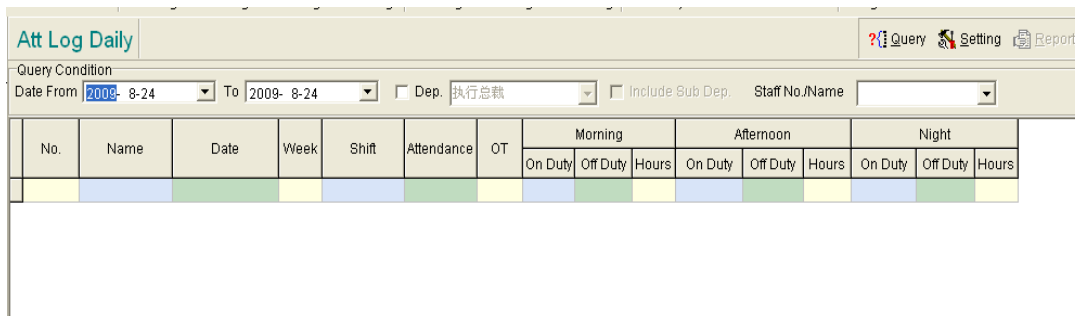 Att Log Daily
?{} Query Setting Report
Query Condition
Date From 2009- 8-24 To 2009- 8-24 Dep. 执行总裁 Include Sub Dep. Staff No./Name
No. Name Date Week Shift Attendance OT Morning Afternoon Night
On Duty Off Duty Hours On Duty Off Duty Hours On Duty Off Duty Hours